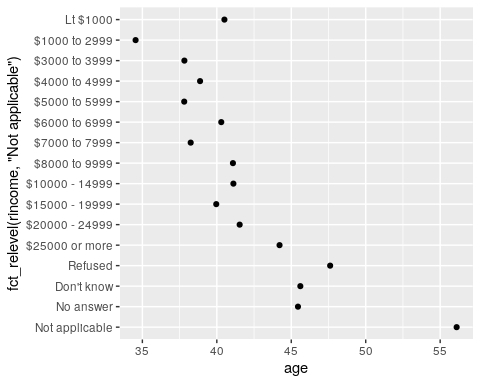 Lt $1000
$1000 to 2999
$3000 to 3999
$4000 to 4999
$5000 to 5999
$6000 to 6999
$7000 to 7999
$8000 to 9999
$10000 - 14999
$15000 - 19999
$20000 - 24999
$25000 or more
Refused
Don't know
No answer
Not applicable
fct_relevel(rincome, "Not applicable")
35 40 45 50 55
age